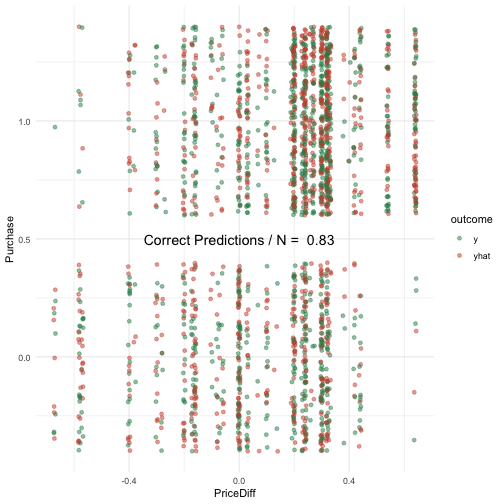 1.0
Purchase
0.5
0.0
Correct Predictions / N =  0.83
outcome
y
yhat
-0.4
0.0
0.4
PriceDiff